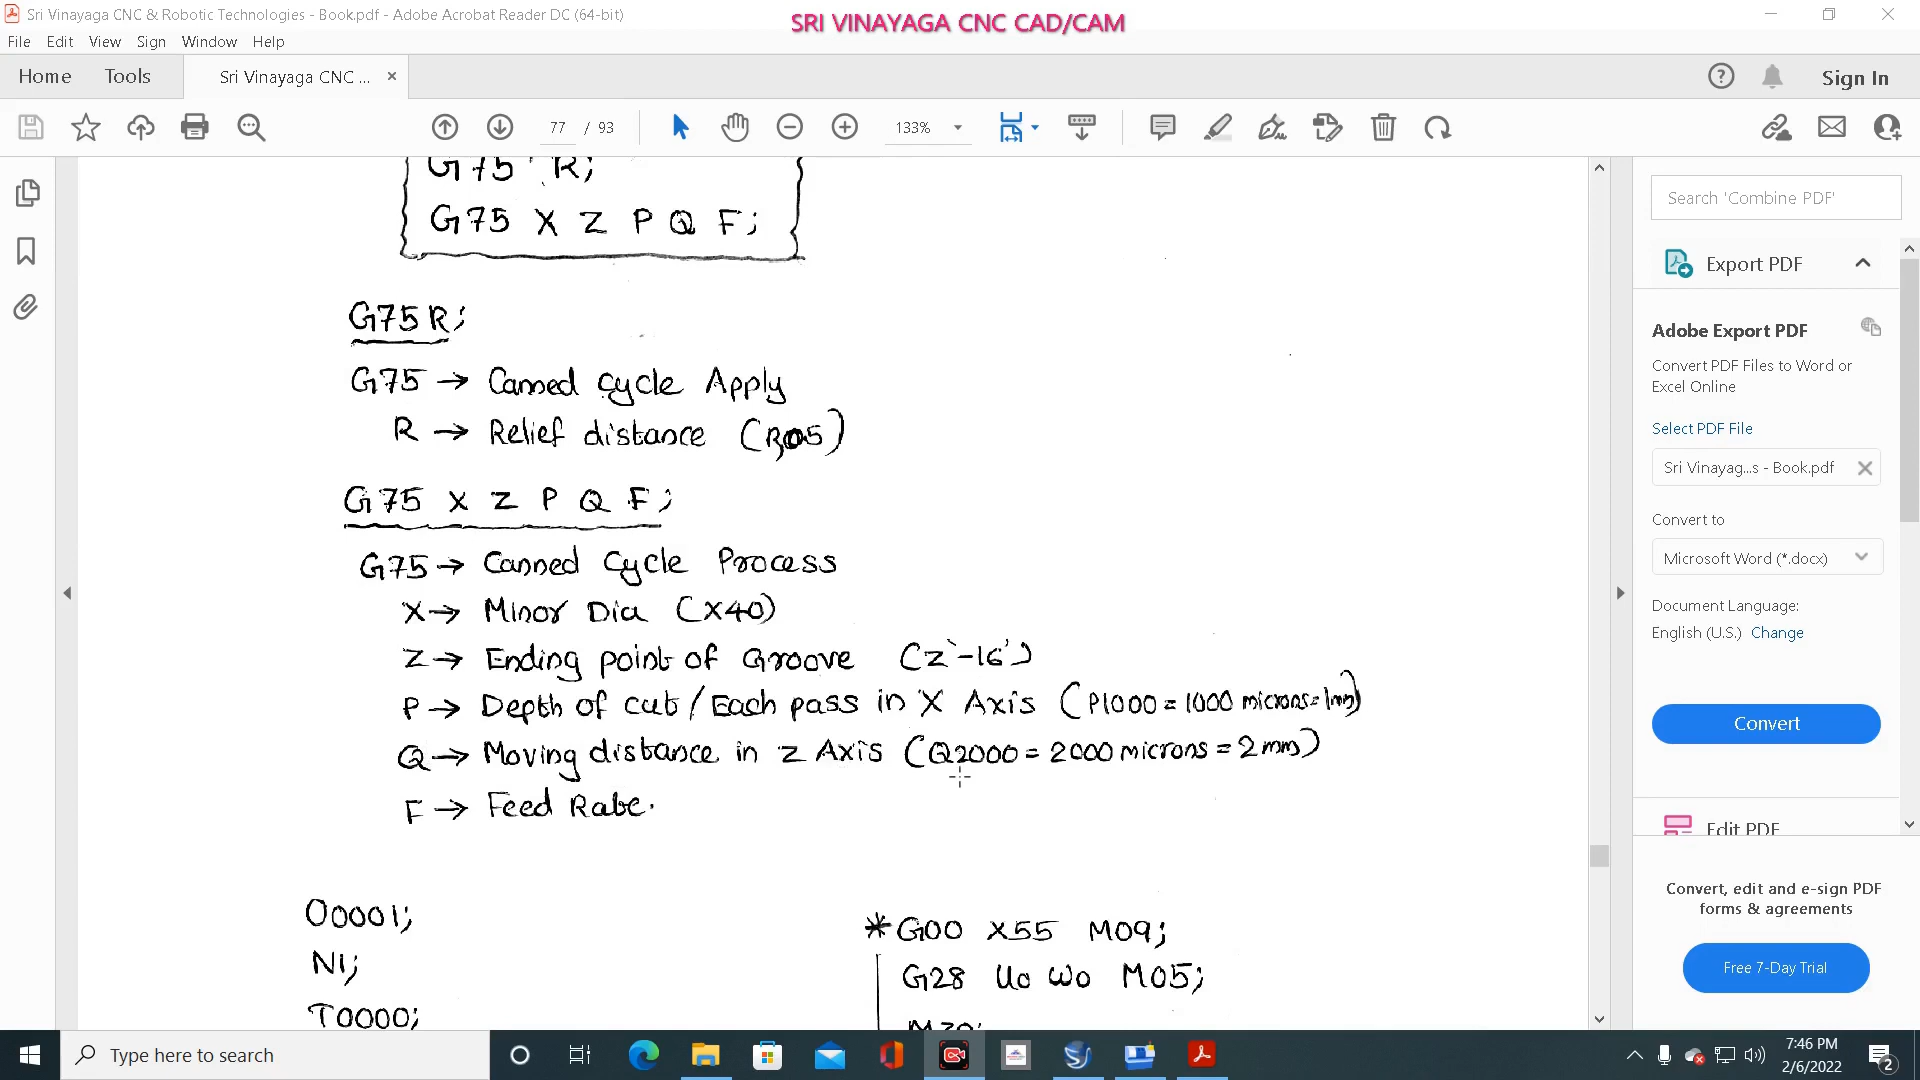 Sri Vinayaga CNC & Robotic Technologies - Book.pdf - Adobe Acrobat Reader DC (64-bit)
SRI VINAYAGA CNC CAD/CAM
File Edit View Sign Window Help
Home Tools Sri Vinayaga CNC ... × Sign In
77 / 93 133%
G75 R;
G75 X Z P Q F;
G75 R;
G75 → Canned Cycle Apply
R → Relief distance (R0.5)
G75 X Z P Q F;
G75 → Canned Cycle Process
X → Minor Dia (X40)
Z → Ending point of Groove (Z-16)
P → Depth of cut / Each pass in X Axis (P1000 = 1000 microns = 1mm)
Q → Moving distance in Z Axis (Q2000 = 2000 microns = 2mm)
F → Feed Rate.
O0001;
N1;
T0000;
* G00 X55 M09;
G28 U0 W0 M05;
M30;
Search 'Combine PDF'
Export PDF
Adobe Export PDF
Convert PDF Files to Word or
Excel Online
Select PDF File
Sri Vinayag...s - Book.pdf
Convert to
Microsoft Word (*.docx)
Document Language:
English (U.S.) Change
Convert
Edit PDF
Convert, edit and e-sign PDF
forms & agreements
Free 7-Day Trial
Type here to search
7:46 PM
2/6/2022
2